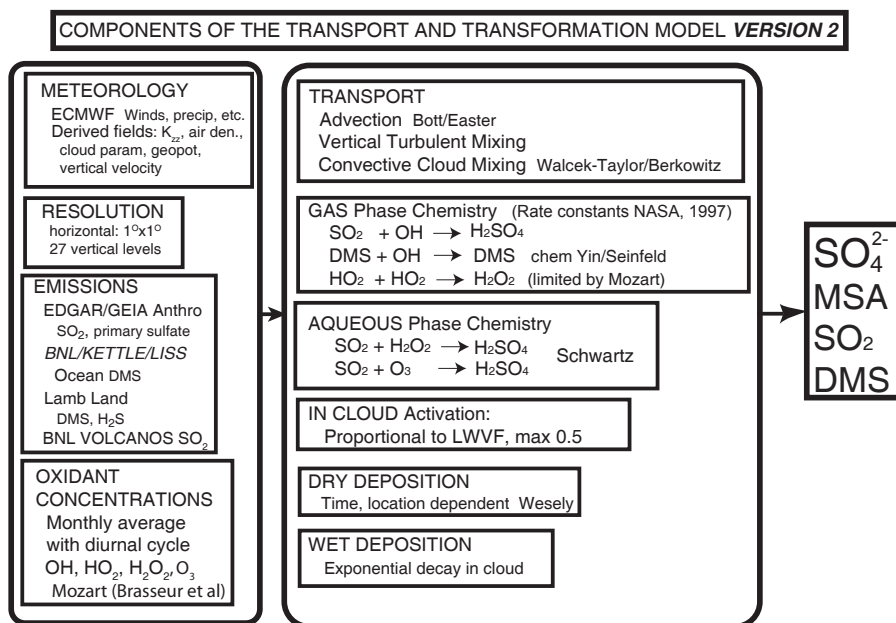 COMPONENTS OF THE TRANSPORT AND TRANSFORMATION MODEL VERSION 2
METEOROLOGY
ECMWF Winds, precip, etc.
Derived fields: Kzz, air den.,
cloud param, geopot,
vertical velocity
RESOLUTION
horizontal: 1°x1°
27 vertical levels
EMISSIONS
EDGAR/GEIA Anthro
SO₂, primary sulfate
BNL/KETTLE/LISS
Ocean DMS
Lamb Land
DMS, H₂S
BNL VOLCANOS SO₂
OXIDANT
CONCENTRATIONS
Monthly average
with diurnal cycle
OH, HO₂, H₂O₂, O₃
Mozart (Brasseur et al)
TRANSPORT
Advection Bott/Easter
Vertical Turbulent Mixing
Convective Cloud Mixing Walcek-Taylor/Berkowitz
GAS Phase Chemistry (Rate constants NASA, 1997)
SO₂ + OH → H₂SO₄
DMS + OH → DMS chem Yin/Seinfeld
HO₂ + HO₂ → H₂O₂ (limited by Mozart)
AQUEOUS Phase Chemistry
SO₂ + H₂O₂ → H₂SO₄ Schwartz
SO₂ + O₃ → H₂SO₄
IN CLOUD Activation:
Proportional to LWVF, max 0.5
DRY DEPOSITION
Time, location dependent Wesely
WET DEPOSITION
Exponential decay in cloud
SO₄²⁻
MSA
SO₂
DMS